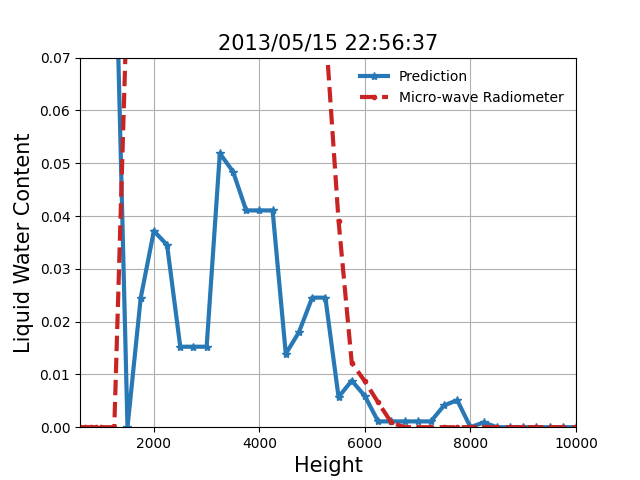 2013/05/15 22:56:37
0.07
0.06
0.05
0.04
0.03
0.02
0.01
0.00
Liquid Water Content
Prediction
Micro-wave Radiometer
2000 4000 6000 8000 10000
Height